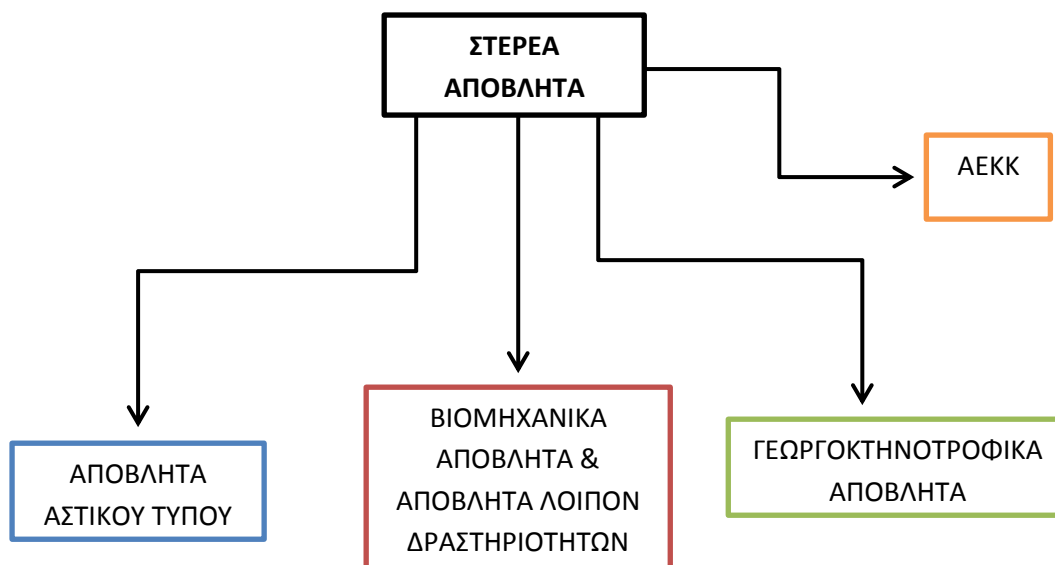 ΣΤΕΡΕΑ
ΑΠΟΒΛΗΤΑ
ΑΕΚΚ
ΑΠΟΒΛΗΤΑ
ΑΣΤΙΚΟΥ ΤΥΠΟΥ
ΒΙΟΜΗΧΑΝΙΚΑ
ΑΠΟΒΛΗΤΑ &
ΑΠΟΒΛΗΤΑ ΛΟΙΠΟΝ
ΔΡΑΣΤΗΡΙΟΤΗΤΩΝ
ΓΕΩΡΓΟΚΤΗΝΟΤΡΟΦΙΚΑ
ΑΠΟΒΛΗΤΑ